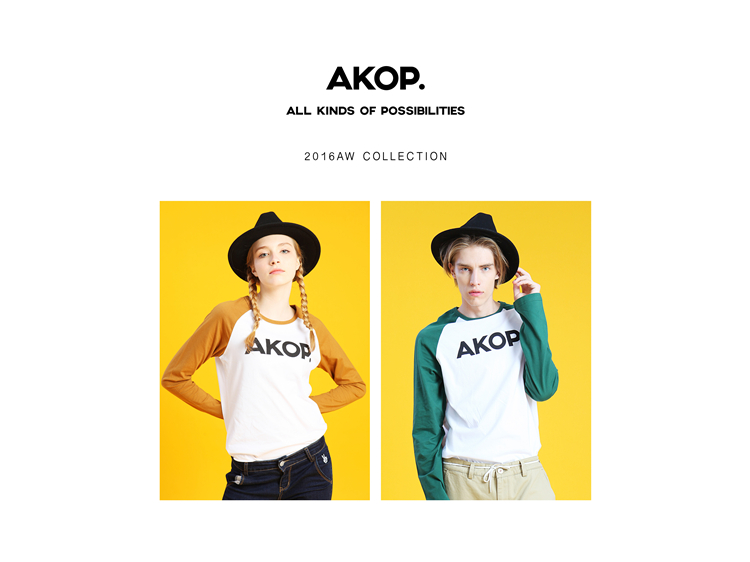 AKOP.
ALL KINDS OF POSSIBILITIES
2016AW COLLECTION
AKOP.
AKOP